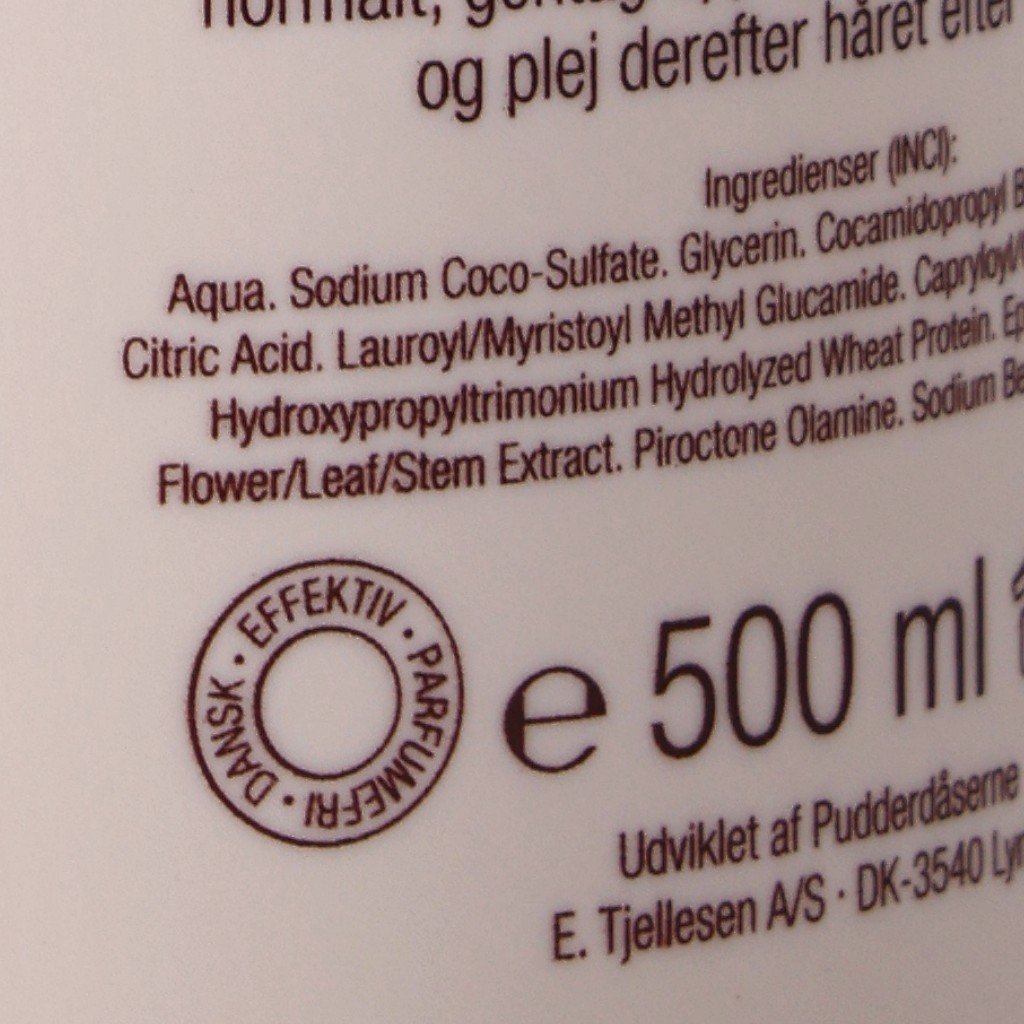 og plej derefter håret efter
Ingredienser (INCI):
Aqua. Sodium Coco-Sulfate. Glycerin. Cocamidopropyl
Citric Acid. Lauroyl/Myristoyl Methyl Glucamide. Capryloyl/
Hydroxypropyltrimonium Hydrolyzed Wheat Protein.
Flower/Leaf/Stem Extract. Piroctone Olamine. Sodium
DANSK · EFFEKTIV · PARFUMEFRI ·
e 500 ml
Udviklet af Pudderdåserne
E. Tjellesen A/S · DK-3540